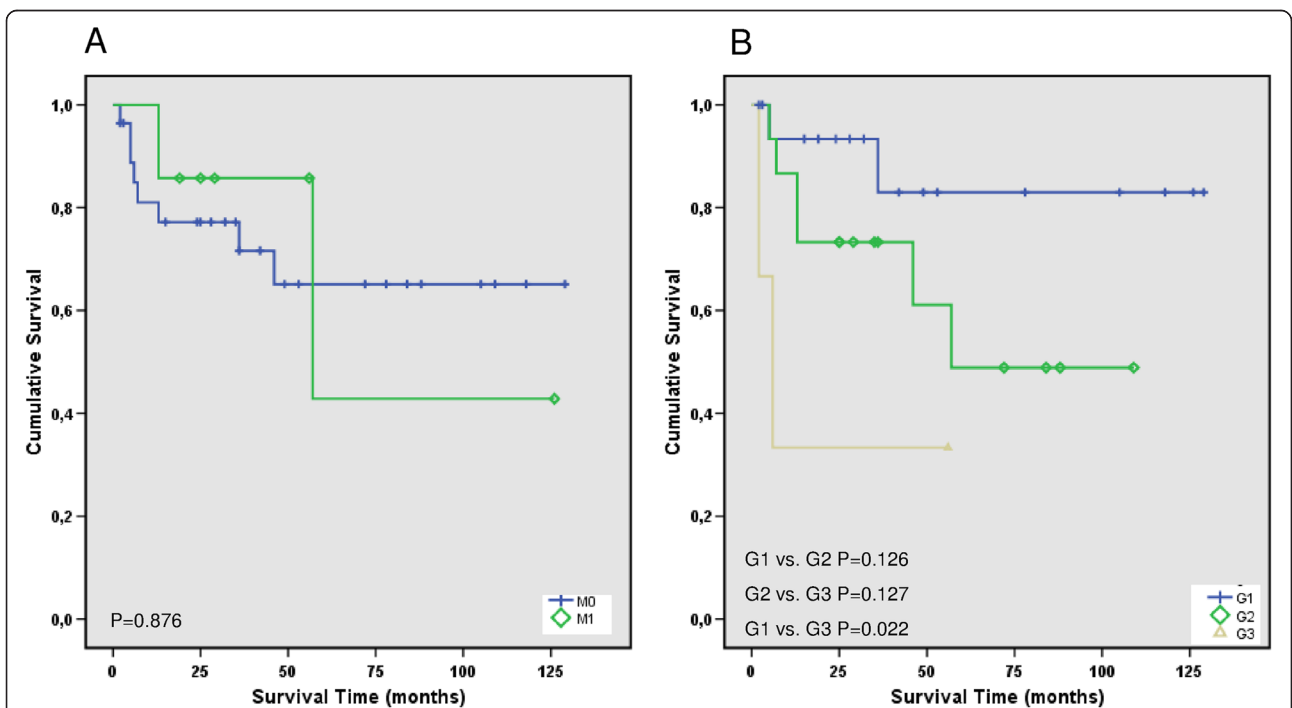 A
B
1,0
0,8
0,6
0,4
0,2
0,0
Cumulative Survival
P=0.876
M0
M1
0 25 50 75 100 125
Survival Time (months)
1,0
0,8
0,6
0,4
0,2
0,0
Cumulative Survival
G1 vs. G2 P=0.126
G2 vs. G3 P=0.127
G1 vs. G3 P=0.022
G1
G2
G3
0 25 50 75 100 125
Survival Time (months)